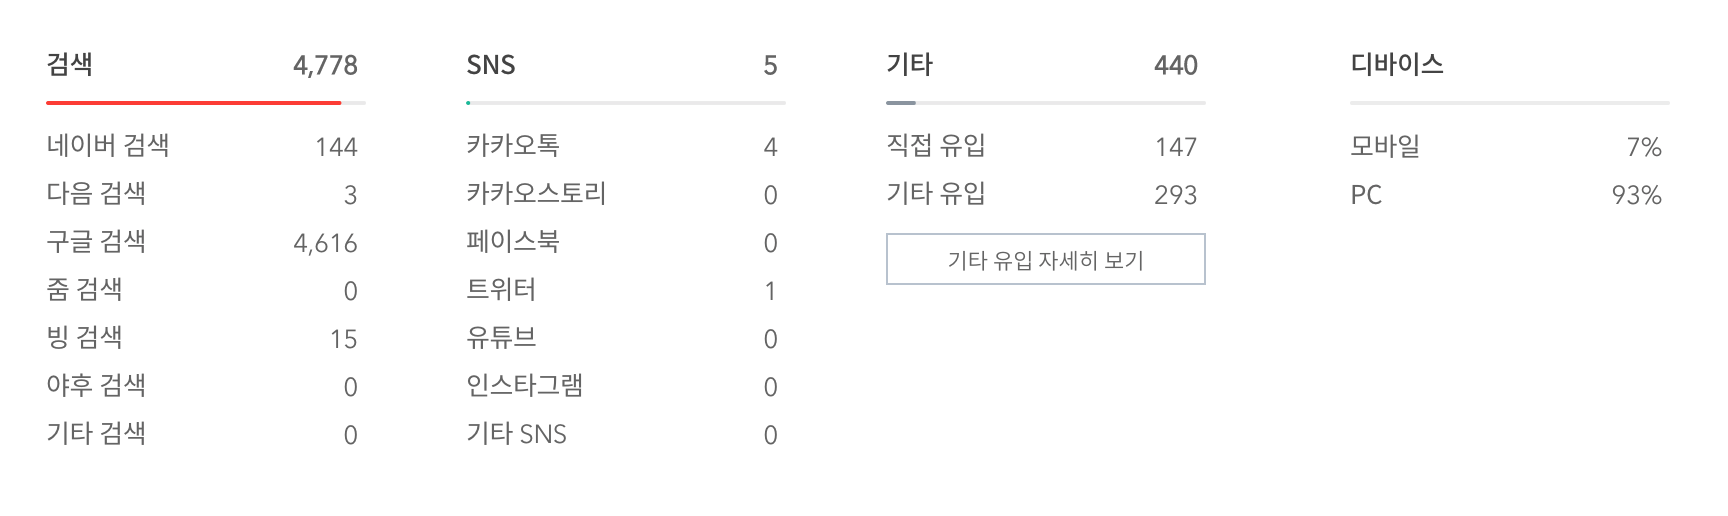 검색 4,778
네이버 검색 144
다음 검색 3
구글 검색 4,616
줌 검색 0
빙 검색 15
야후 검색 0
기타 검색 0
SNS 5
카카오톡 4
카카오스토리 0
페이스북 0
트위터 1
유튜브 0
인스타그램 0
기타 SNS 0
기타 440
직접 유입 147
기타 유입 293
기타 유입 자세히 보기
디바이스
모바일 7%
PC 93%